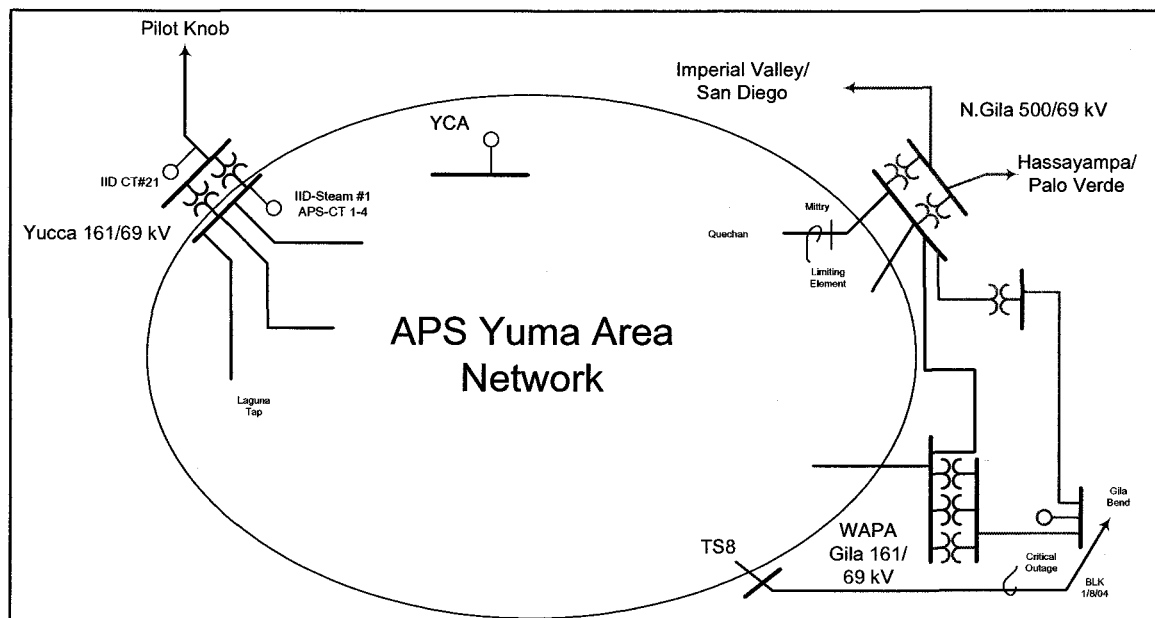 Pilot Knob
Imperial Valley/
San Diego
N.Gila 500/69 kV
YCA
Hassayampa/
Palo Verde
IID CT#21
IID-Steam #1
APS-CT 1-4
Yucca 161/69 kV
Mittry
Quechan
Limiting
Element
APS Yuma Area
Network
Laguna
Tap
WAPA
Gila 161/
69 kV
TS8
Gila
Bend
Critical
Outage
BLK
1/8/04